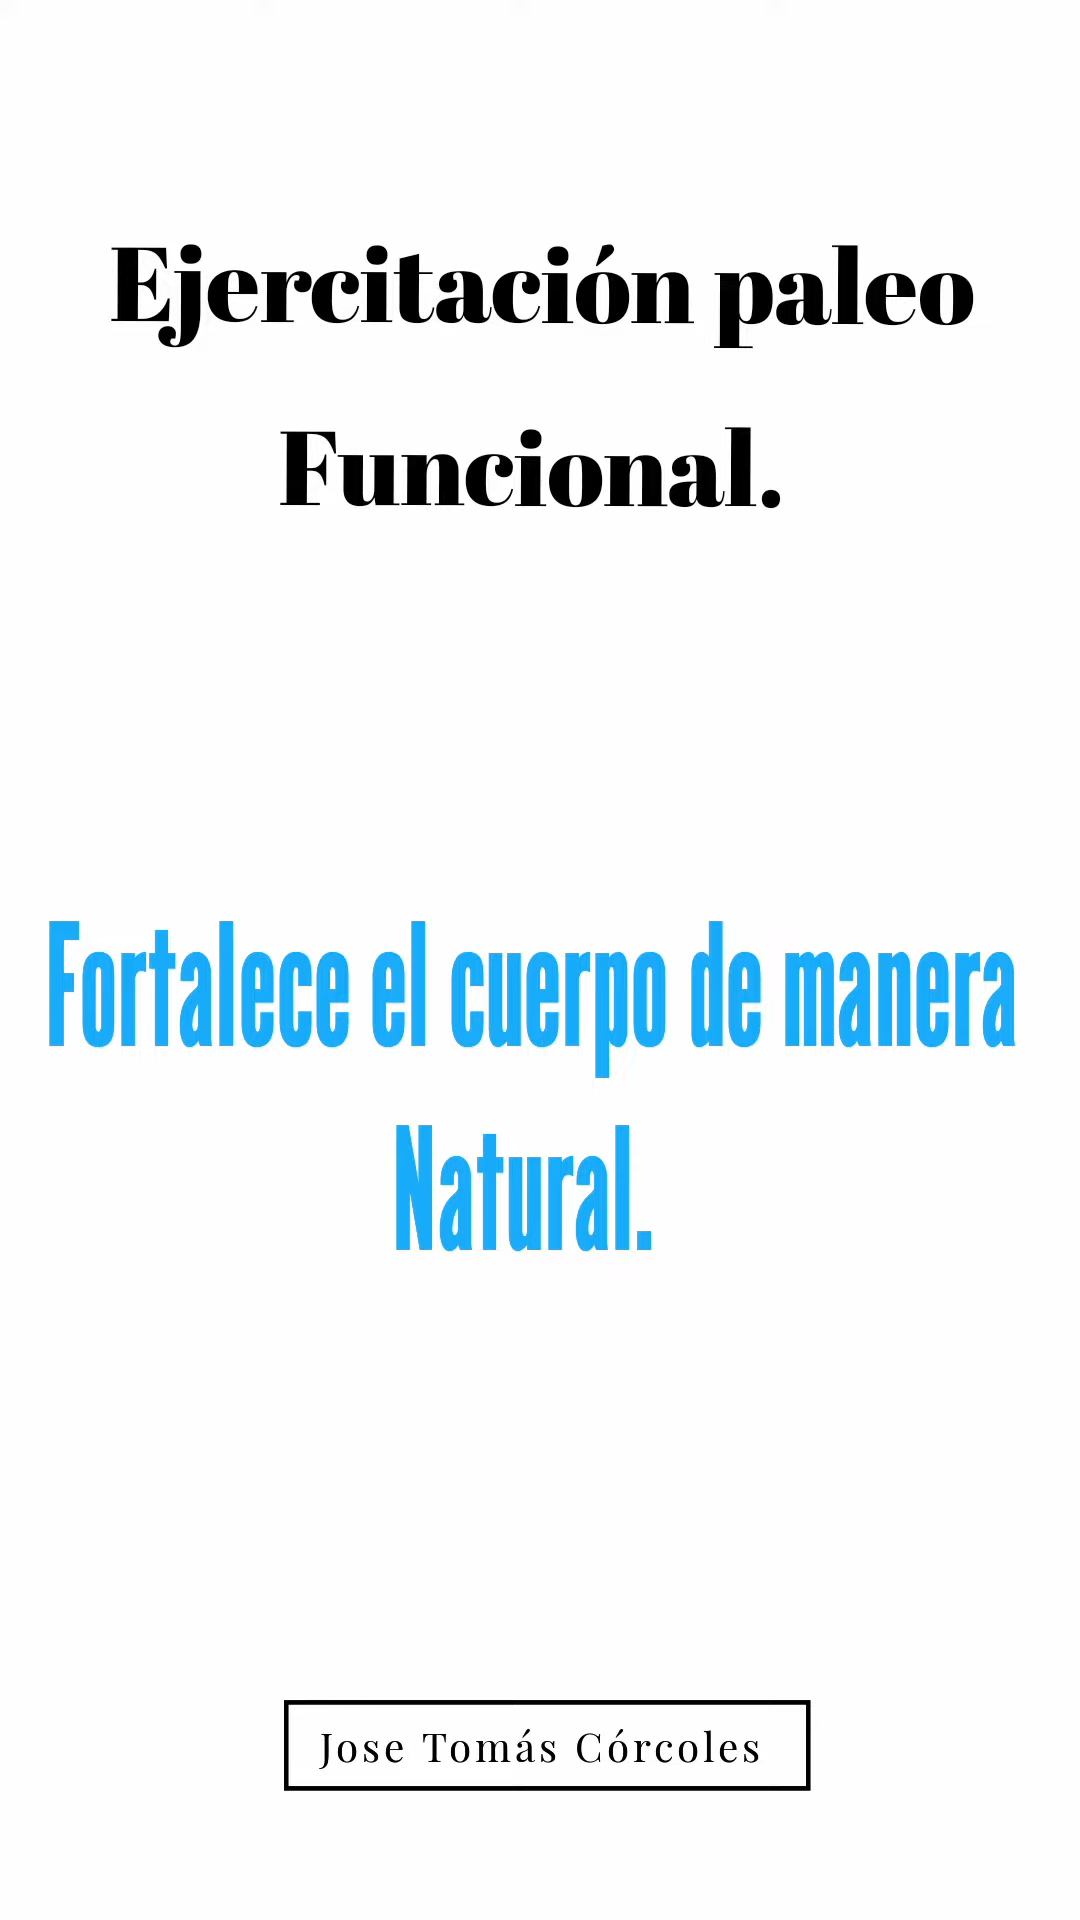 Ejercitación paleo
Funcional.
Fortalece el cuerpo de manera
Natural.
Jose Tomás Córcoles